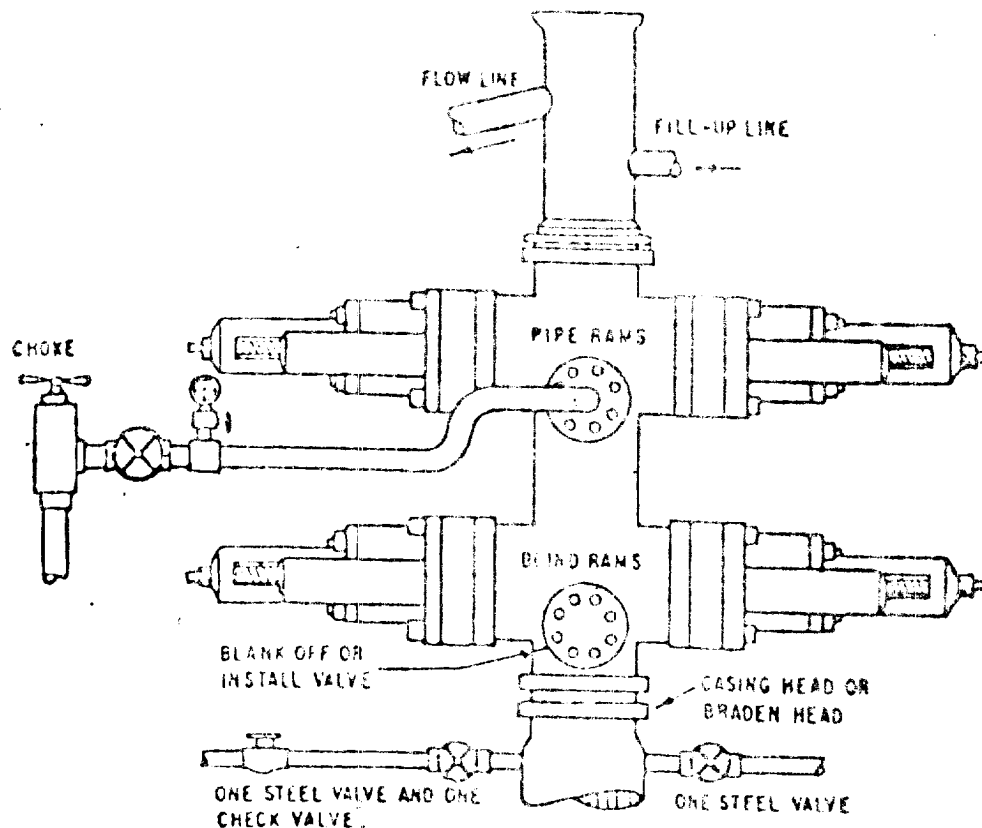 FLOW LINE
FILL-UP LINE
CHOKE
PIPE RAMS
BLIND RAMS
BLANK OFF OR
INSTALL VALVE
CASING HEAD OR
BRADEN HEAD
ONE STEEL VALVE AND ONE
CHECK VALVE.
ONE STEEL VALVE